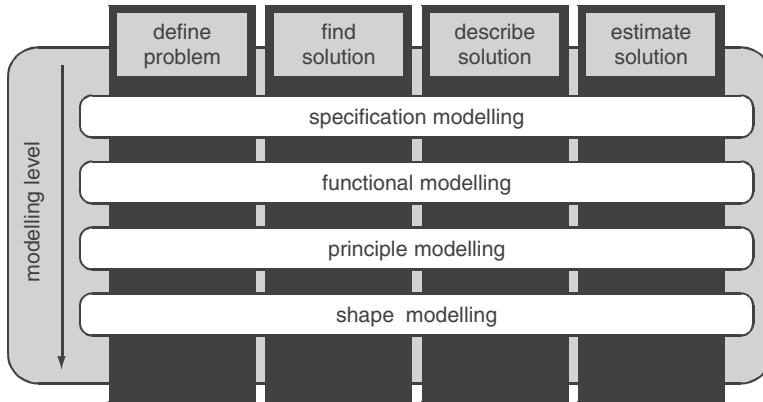 define
problem
find
solution
describe
solution
estimate
solution
modelling level
specification modelling
functional modelling
principle modelling
shape modelling